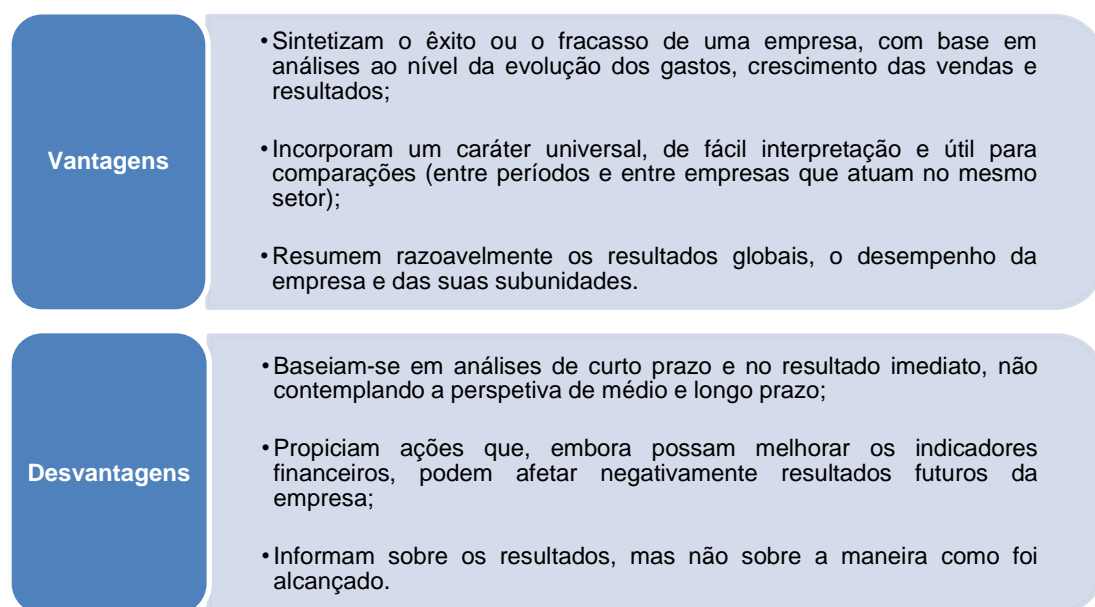 Vantagens
•Sintetizam o êxito ou o fracasso de uma empresa, com base em
análises ao nível da evolução dos gastos, crescimento das vendas e
resultados;
•Incorporam um caráter universal, de fácil interpretação e útil para
comparações (entre períodos e entre empresas que atuam no mesmo
setor);
•Resumem razoavelmente os resultados globais, o desempenho da
empresa e das suas subunidades.
Desvantagens
•Baseiam-se em análises de curto prazo e no resultado imediato, não
contemplando a perspetiva de médio e longo prazo;
•Propiciam ações que, embora possam melhorar os indicadores
financeiros, podem afetar negativamente resultados futuros da
empresa;
•Informam sobre os resultados, mas não sobre a maneira como foi
alcançado.